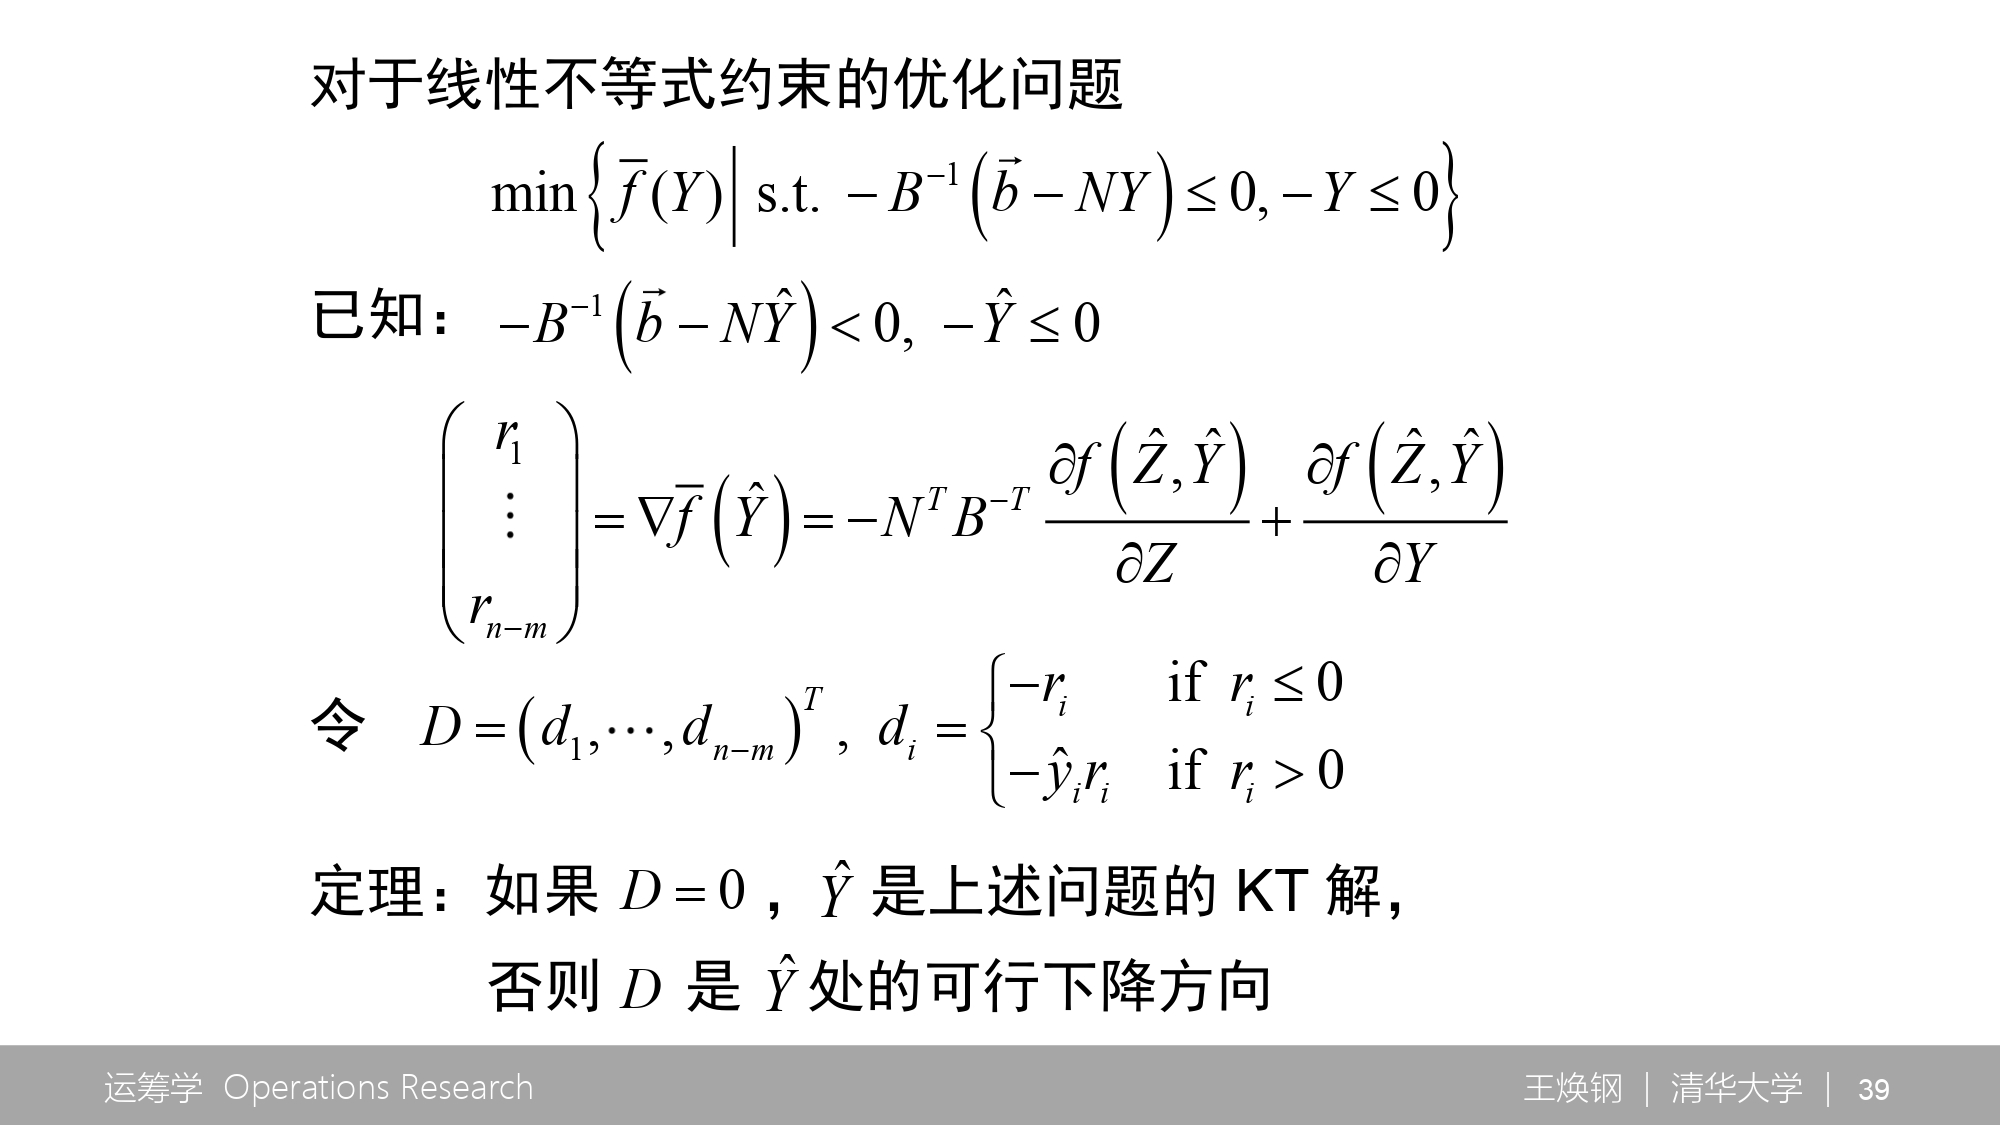 对于线性不等式约束的优化问题
$\min\left\{\overline{f}(Y)\middle|\ \text{s.t.}\ -B^{-1}\left(\vec{b}-NY\right)\leq 0, -Y\leq 0\right\}$
已知： $-B^{-1}\left(\vec{b}-N\hat{Y}\right)<0,\ -\hat{Y}\leq 0$
$\begin{pmatrix} r_1 \\ \vdots \\ r_{n-m} \end{pmatrix}=\nabla\overline{f}\left(\hat{Y}\right)=-N^T B^{-T}\frac{\partial f\left(\hat{Z},\hat{Y}\right)}{\partial Z}+\frac{\partial f\left(\hat{Z},\hat{Y}\right)}{\partial Y}$
令 $D=\left(d_1,\cdots,d_{n-m}\right)^T,\ d_i=\begin{cases}-r_i & \text{if}\ r_i\leq 0 \\ -\hat{y}_i r_i & \text{if}\ r_i>0\end{cases}$
定理：如果 $D=0$ ，$\hat{Y}$ 是上述问题的 KT 解，
否则 $D$ 是 $\hat{Y}$ 处的可行下降方向
运筹学 Operations Research 王焕钢 | 清华大学 | 39